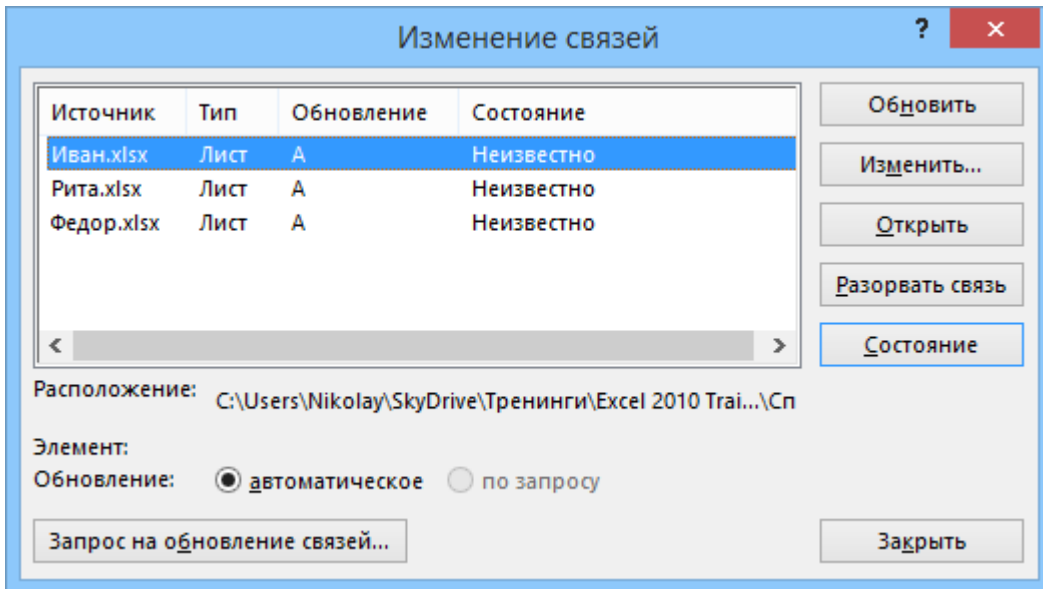 Изменение связей
?
Источник Тип Обновление Состояние
Иван.xlsx Лист А Неизвестно
Рита.xlsx Лист А Неизвестно
Федор.xlsx Лист А Неизвестно
Обновить
Изменить...
Открыть
Разорвать связь
Состояние
Расположение: C:\Users\Nikolay\SkyDrive\Тренинги\Excel 2010 Trai...\Сп
Элемент:
Обновление: автоматическое по запросу
Запрос на обновление связей... Закрыть